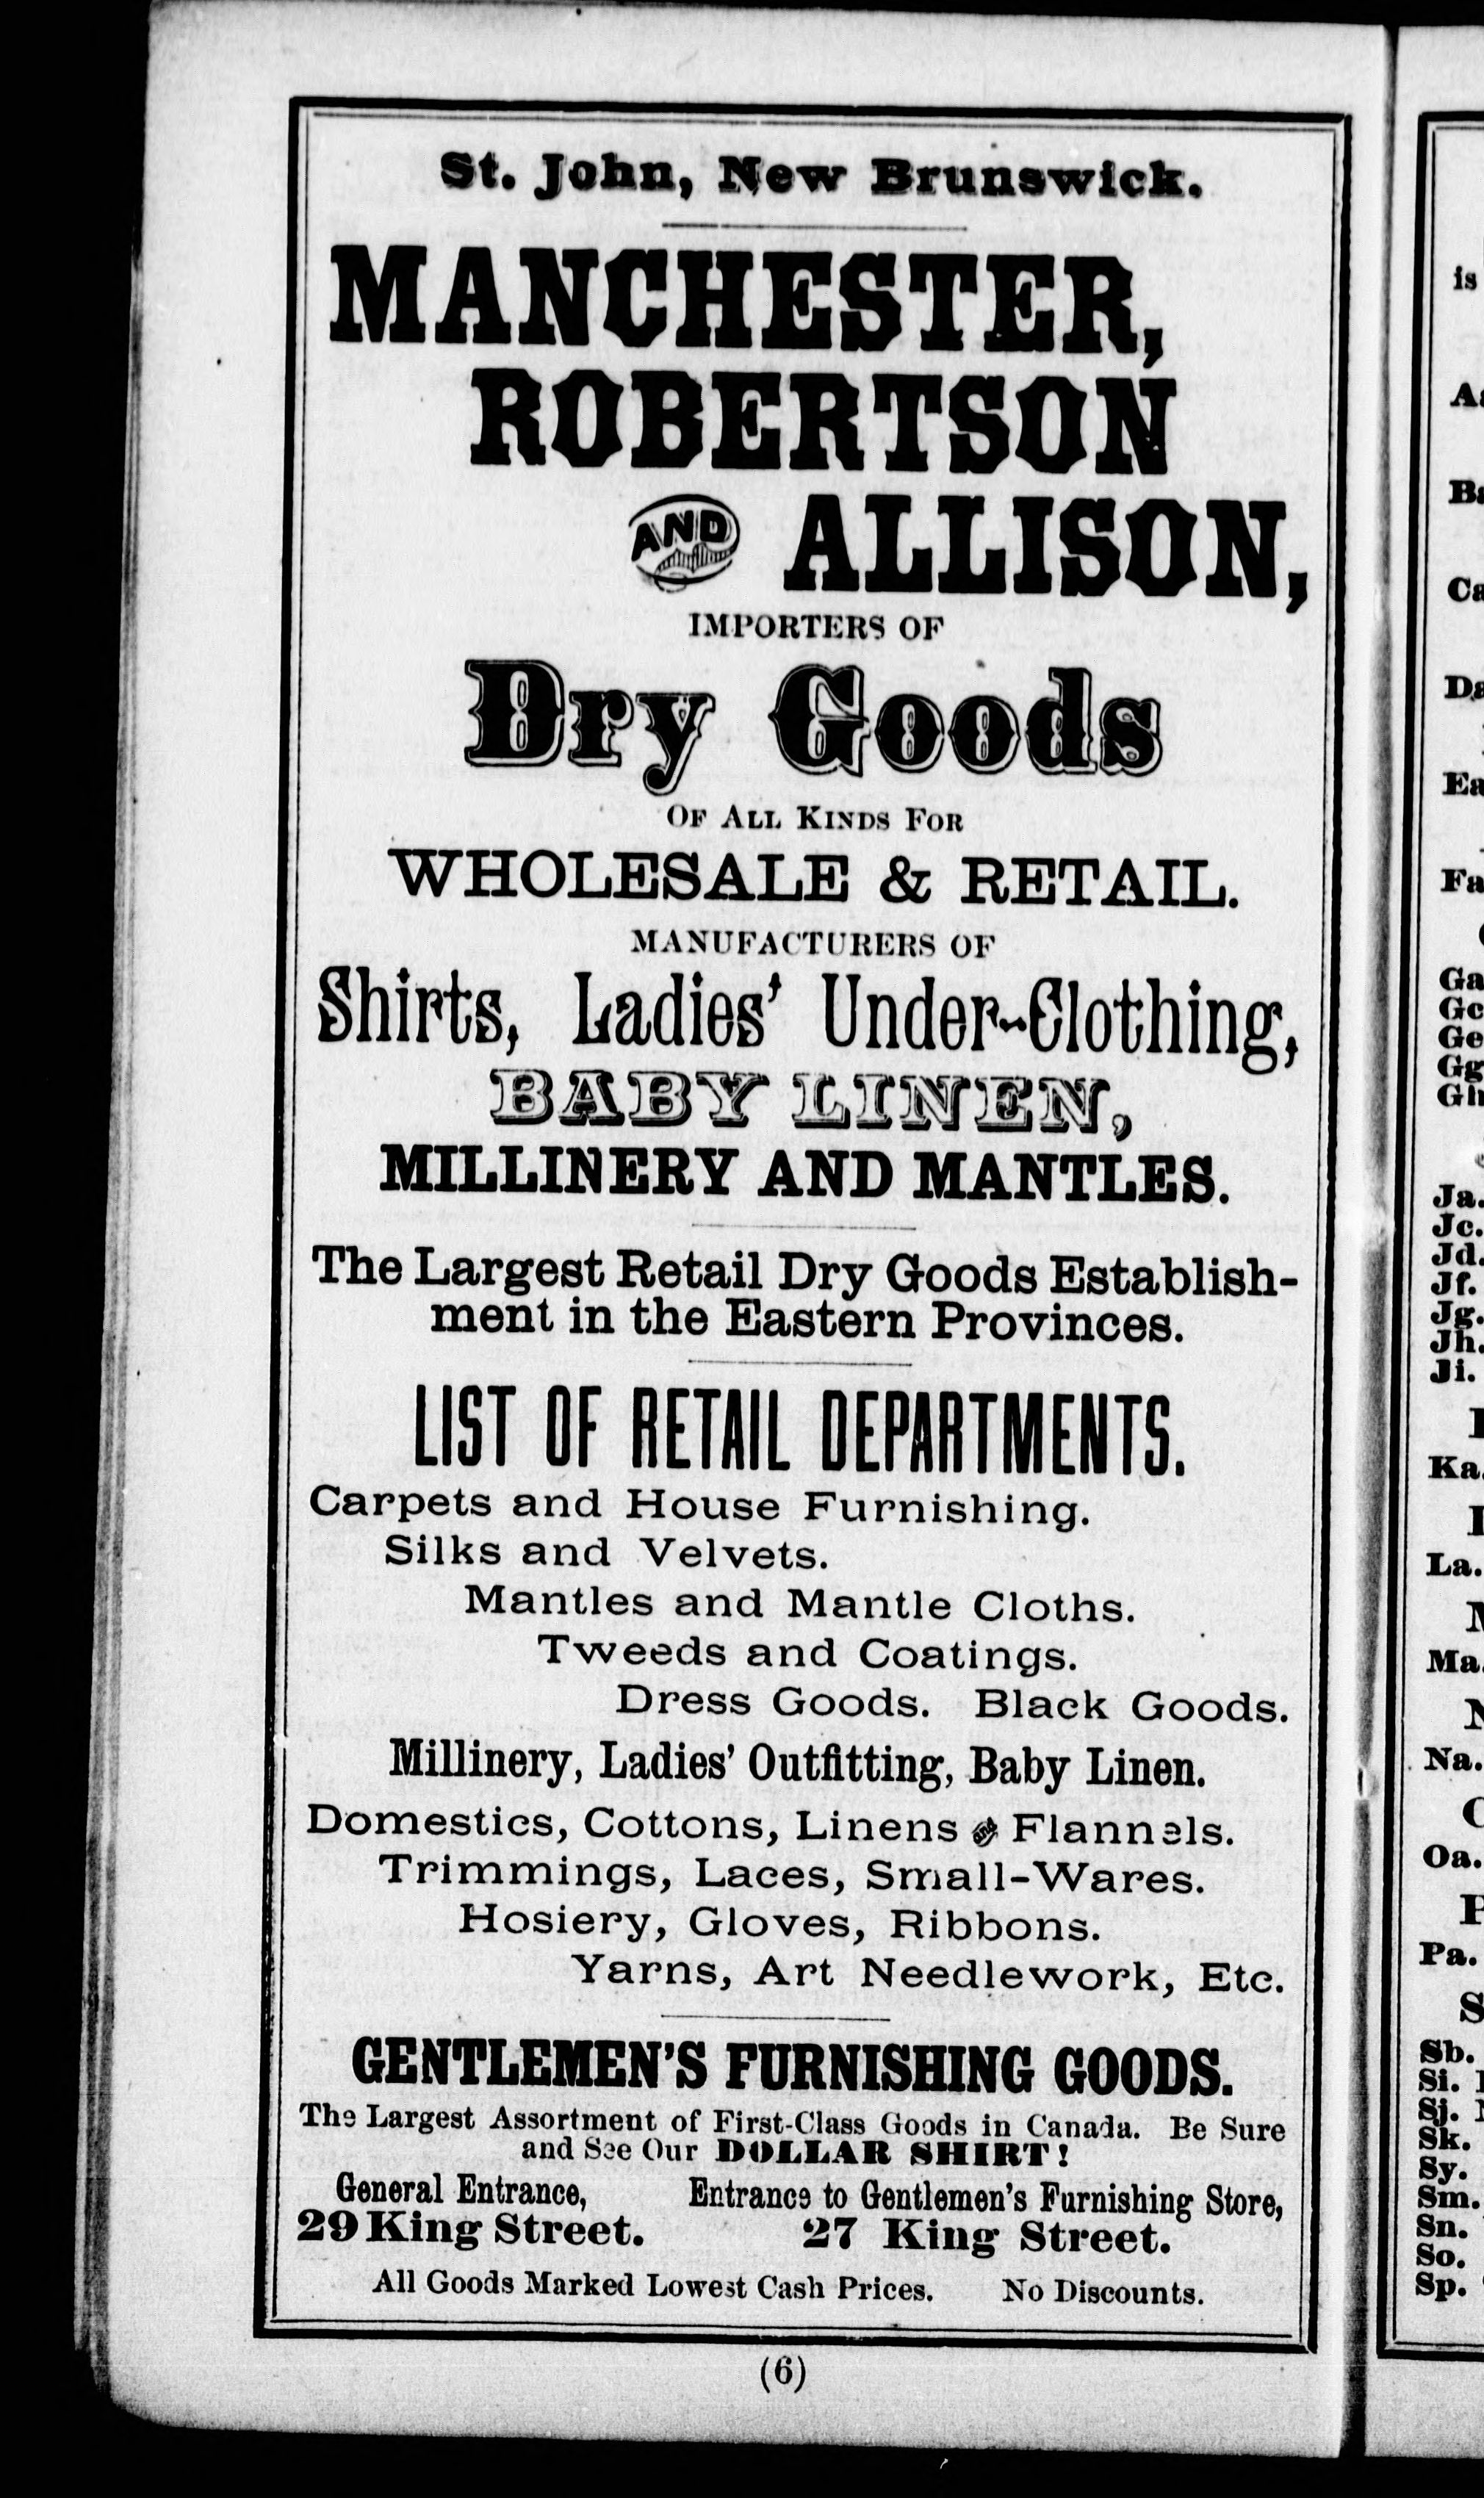 St. John, New Brunswick.
MANCHESTER,
ROBERTSON
AND ALLISON,
IMPORTERS OF
Dry Goods
OF ALL KINDS FOR
WHOLESALE & RETAIL.
MANUFACTURERS OF
Shirts, Ladies' Under-Clothing,
BABY LINEN,
MILLINERY AND MANTLES.
The Largest Retail Dry Goods Establish-
ment in the Eastern Provinces.
LIST OF RETAIL DEPARTMENTS.
Carpets and House Furnishing.
Silks and Velvets.
Mantles and Mantle Cloths.
Tweeds and Coatings.
Dress Goods. Black Goods.
Millinery, Ladies' Outfitting, Baby Linen.
Domestics, Cottons, Linens and Flannels.
Trimmings, Laces, Small-Wares.
Hosiery, Gloves, Ribbons.
Yarns, Art Needlework, Etc.
GENTLEMEN'S FURNISHING GOODS.
The Largest Assortment of First-Class Goods in Canada. Be Sure
and See Our DOLLAR SHIRT!
General Entrance, Entrance to Gentlemen's Furnishing Store,
29 King Street. 27 King Street.
All Goods Marked Lowest Cash Prices. No Discounts.
(6)
is
Ja.
Jc.
Jd.
Jf.
Jg.
Jh.
Ji.
Ka.
La.
Ma.
Na.
Oa.
Pa.
Sb.
Si.
Sj.
Sk.
Sy.
Sm.
Sn.
So.
Sp.